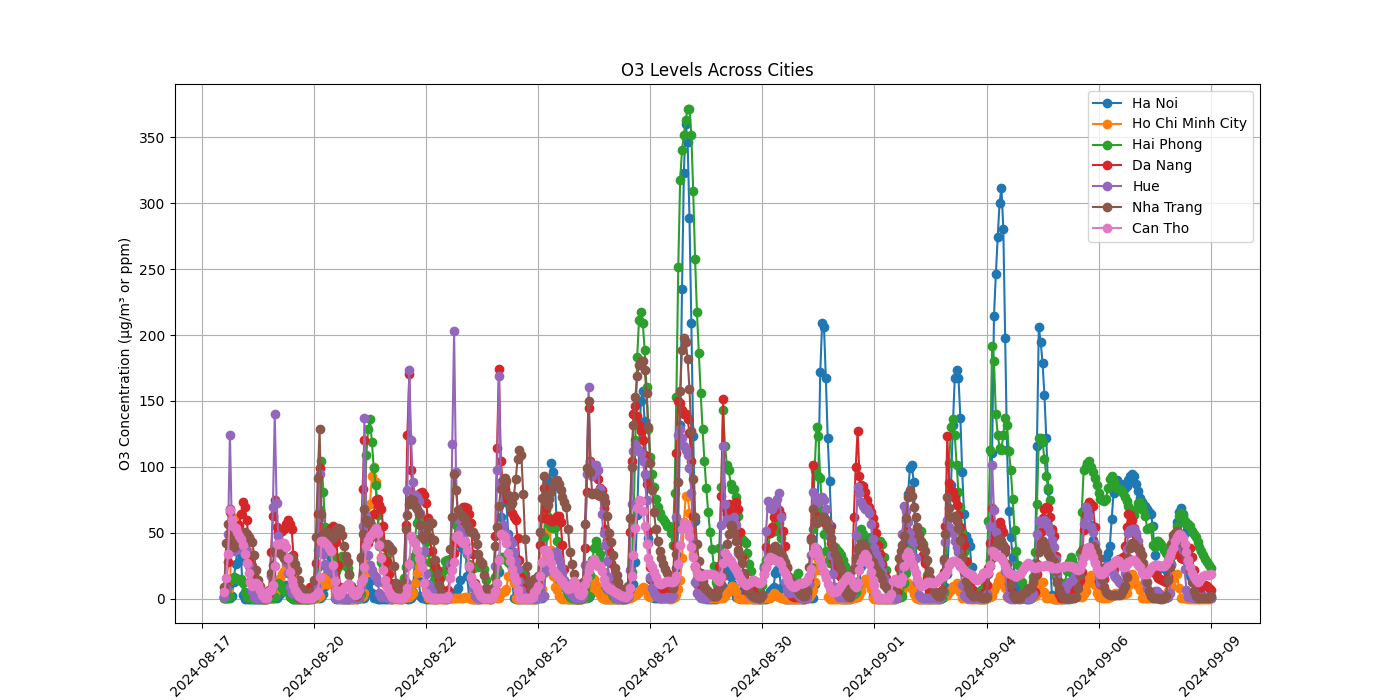 O3 Levels Across Cities
O3 Concentration (µg/m³ or ppm)
350
300
250
200
150
100
50
0
Ha Noi
Ho Chi Minh City
Hai Phong
Da Nang
Hue
Nha Trang
Can Tho
2024-08-17
2024-08-20
2024-08-22
2024-08-25
2024-08-27
2024-08-30
2024-09-01
2024-09-04
2024-09-06
2024-09-09